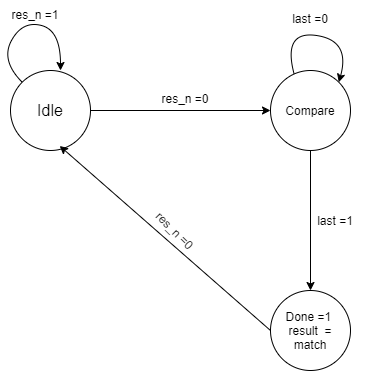 res_n =1
last =0
Idle
res_n =0
Compare
res_n =0
last =1
Done =1
result =
match